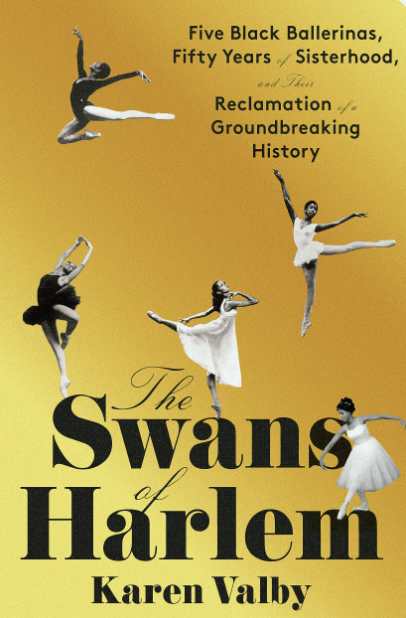 Five Black Ballerinas,
Fifty Years of Sisterhood,
and Their
Reclamation of a
Groundbreaking
History
The
Swans
of
Harlem
Karen Valby